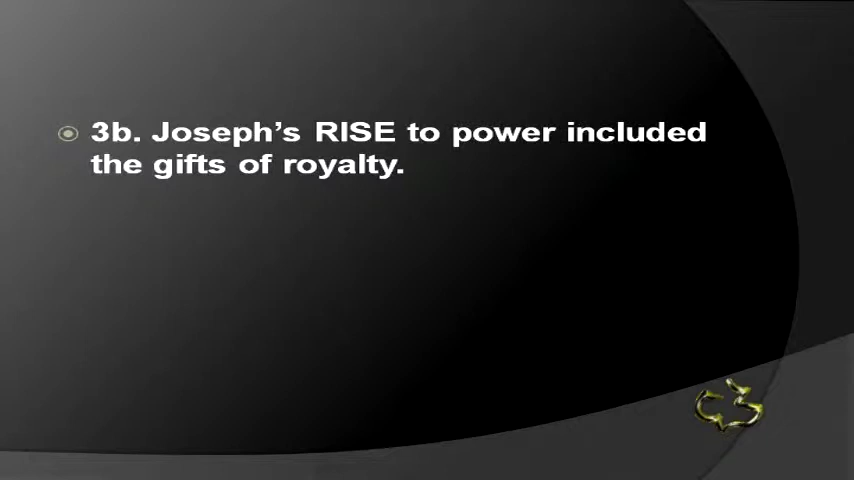 3b. Joseph’s RISE to power included
the gifts of royalty.